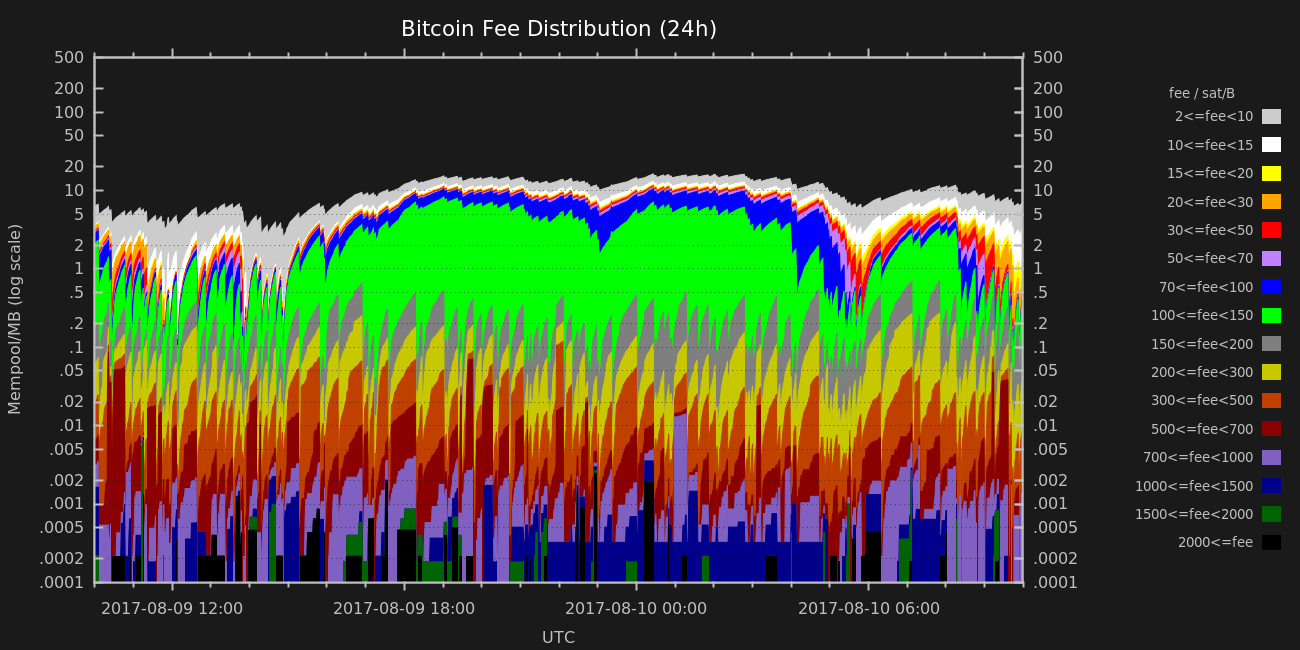 Bitcoin Fee Distribution (24h)
500
200
100
50
20
10
5
2
1
.5
.2
.1
.05
.02
.01
.005
.002
.001
.0005
.0002
.0001
Mempool/MB (log scale)
500
200
100
50
20
10
5
2
1
.5
.2
.1
.05
.02
.01
.005
.002
.001
.0005
.0002
.0001
2017-08-09 12:00 2017-08-09 18:00 2017-08-10 00:00 2017-08-10 06:00
UTC
fee / sat/B
2<=fee<10
10<=fee<15
15<=fee<20
20<=fee<30
30<=fee<50
50<=fee<70
70<=fee<100
100<=fee<150
150<=fee<200
200<=fee<300
300<=fee<500
500<=fee<700
700<=fee<1000
1000<=fee<1500
1500<=fee<2000
2000<=fee